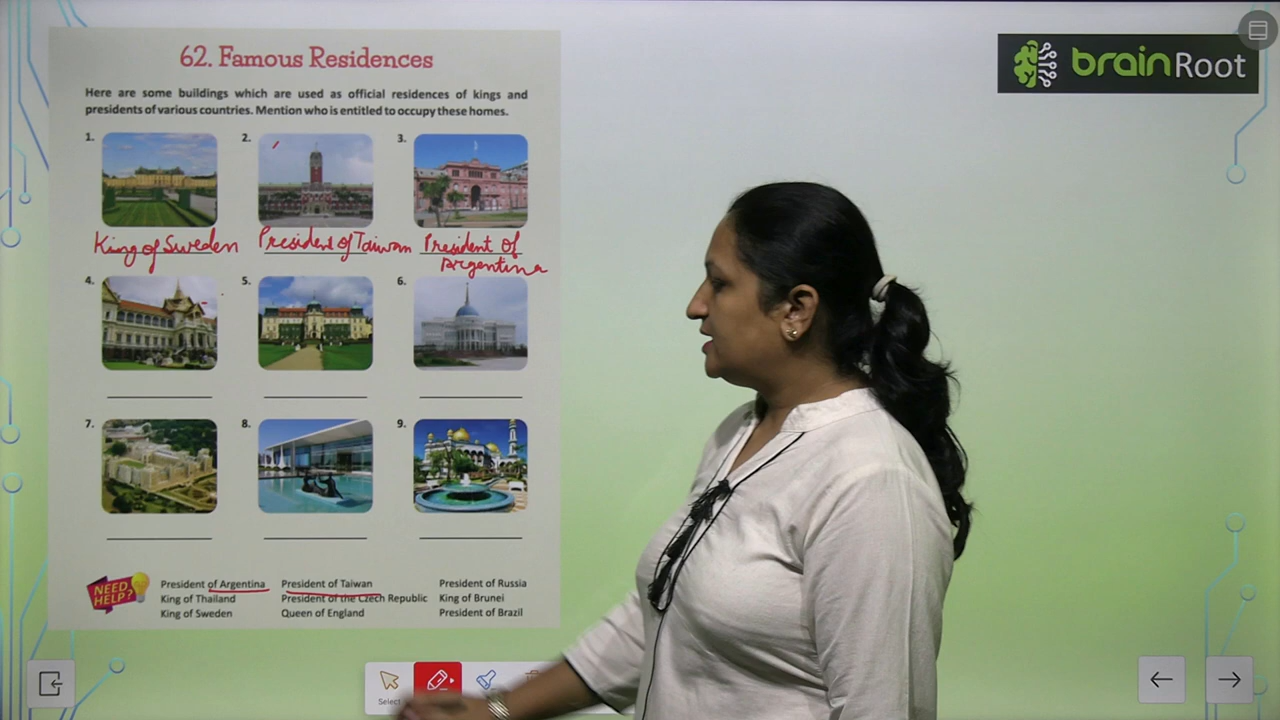 brainRoot
62. Famous Residences
Here are some buildings which are used as official residences of kings and
presidents of various countries. Mention who is entitled to occupy these homes.
1.
2.
3.
King of Sweden
President of Taiwan
President of
Argentina
4.
5.
6.
7.
8.
9.
NEED
HELP?
President of Argentina
King of Thailand
King of Sweden
President of Taiwan
President of the Czech Republic
Queen of England
President of Russia
King of Brunei
President of Brazil
Select